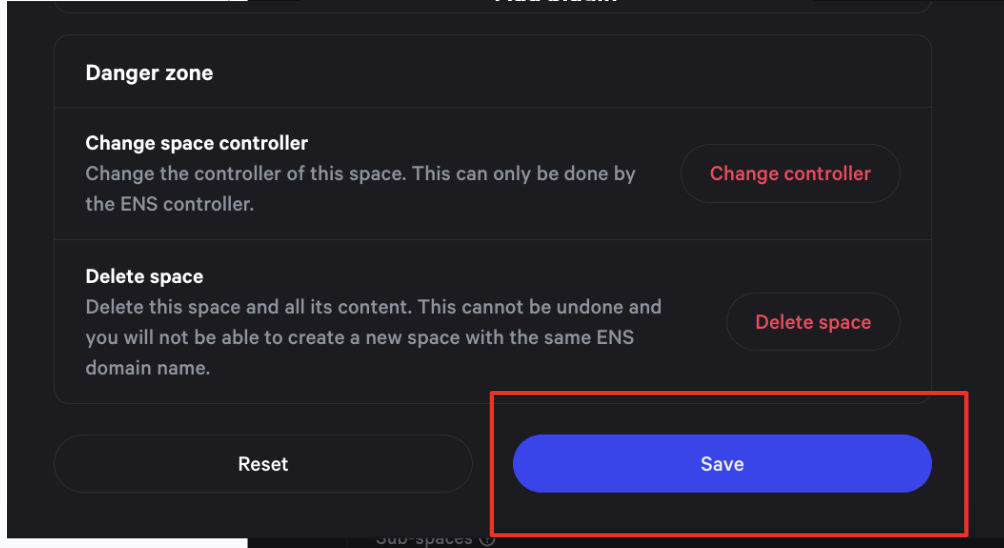 Danger zone
Change space controller
Change the controller of this space. This can only be done by
the ENS controller.
Change controller
Delete space
Delete this space and all its content. This cannot be undone and
you will not be able to create a new space with the same ENS
domain name.
Delete space
Reset
Save
Sub-spaces